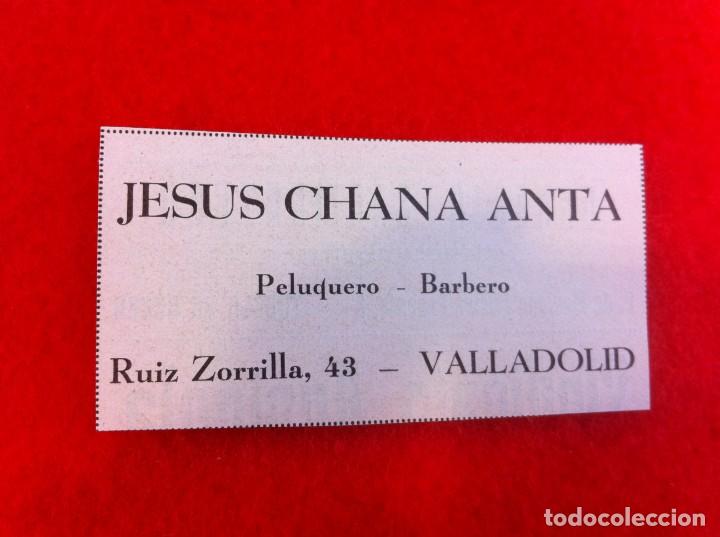 JESUS CHANA ANTA
Peluquero - Barbero
Ruiz Zorrilla, 43 – VALLADOLID
todocoleccion